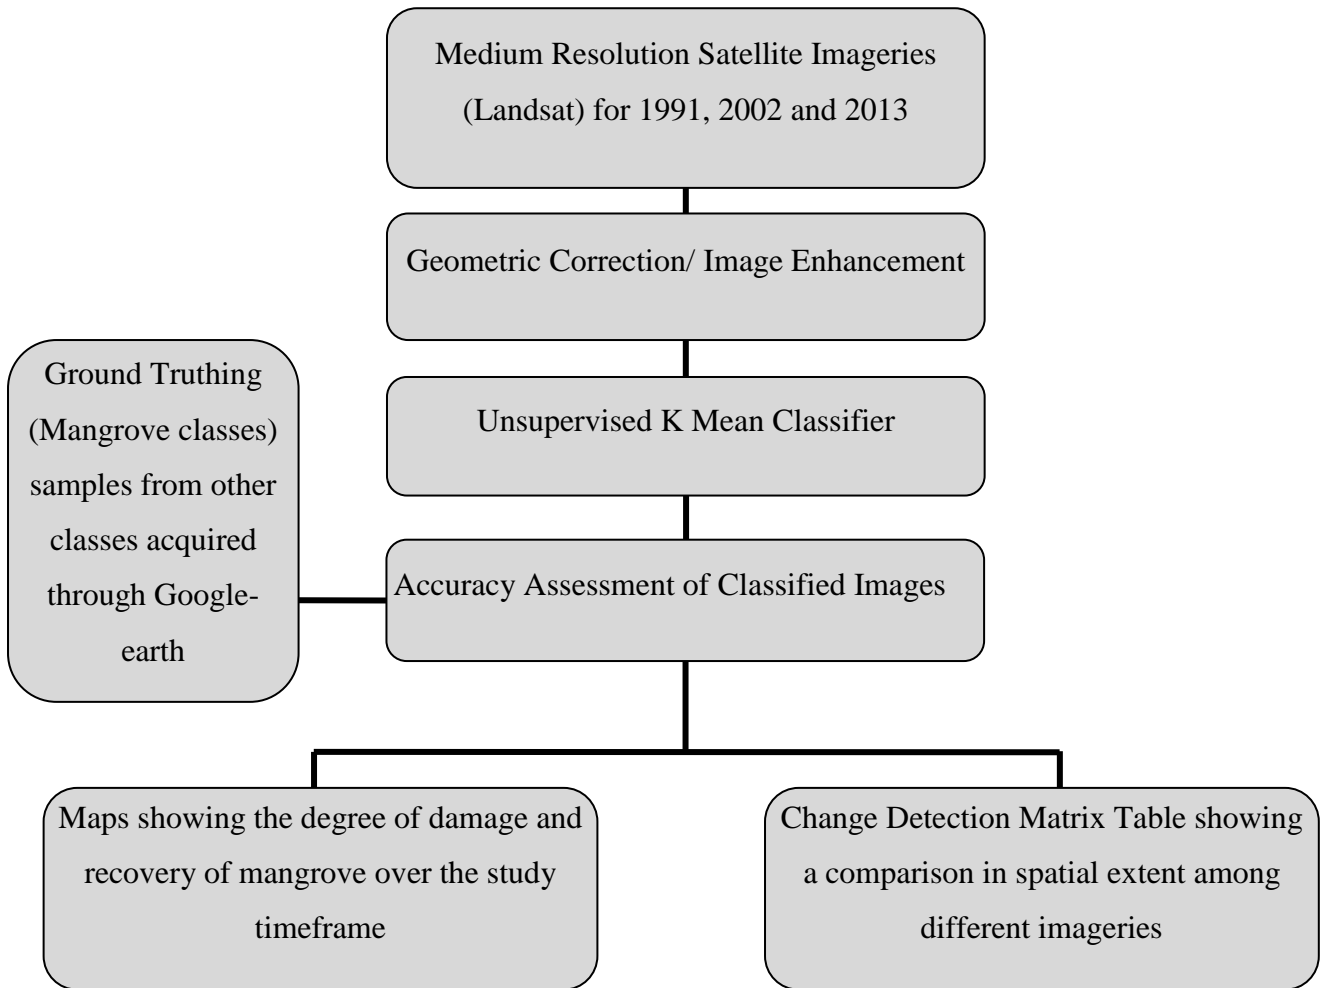 Medium Resolution Satellite Imageries
(Landsat) for 1991, 2002 and 2013
Geometric Correction/ Image Enhancement
Unsupervised K Mean Classifier
Ground Truthing
(Mangrove classes)
samples from other
classes acquired
through Google-
earth
Accuracy Assessment of Classified Images
Maps showing the degree of damage and
recovery of mangrove over the study
timeframe
Change Detection Matrix Table showing
a comparison in spatial extent among
different imageries